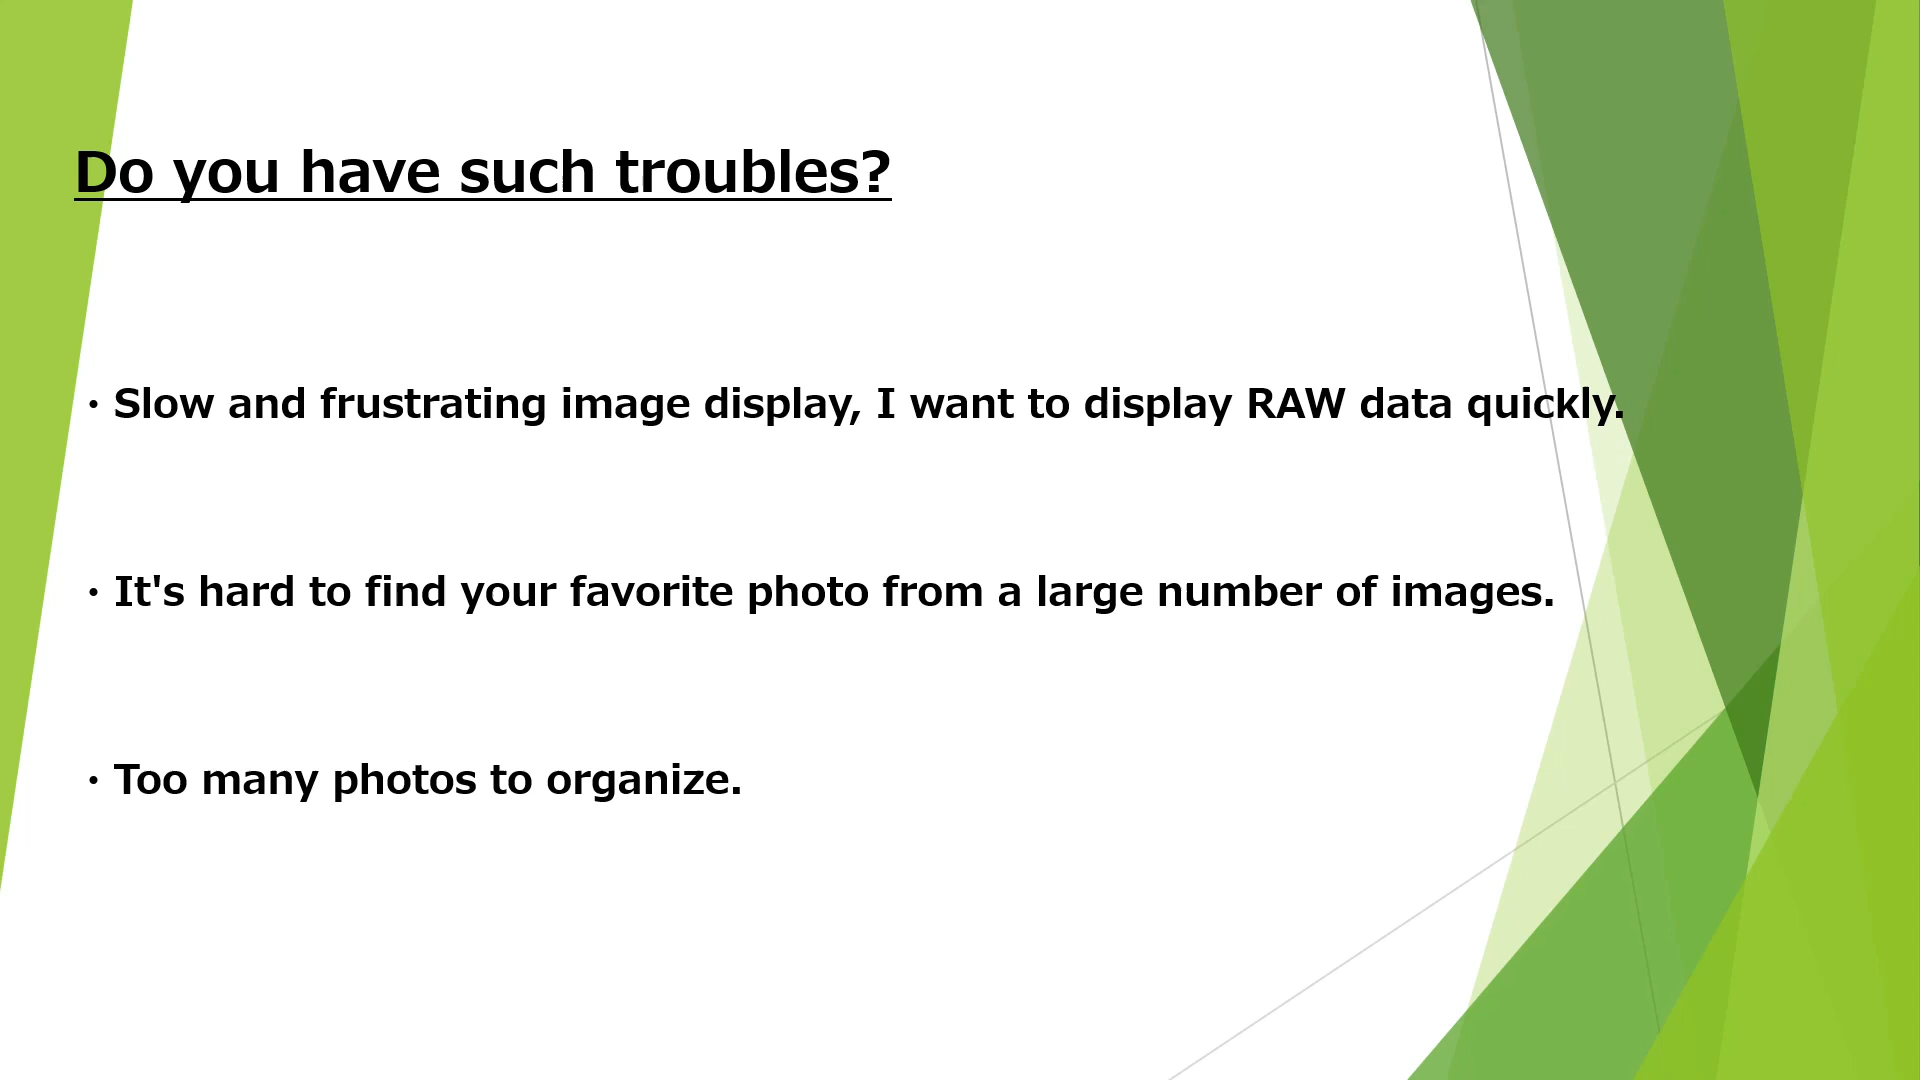 Do you have such troubles?
・Slow and frustrating image display, I want to display RAW data quickly.
・It's hard to find your favorite photo from a large number of images.
・Too many photos to organize.